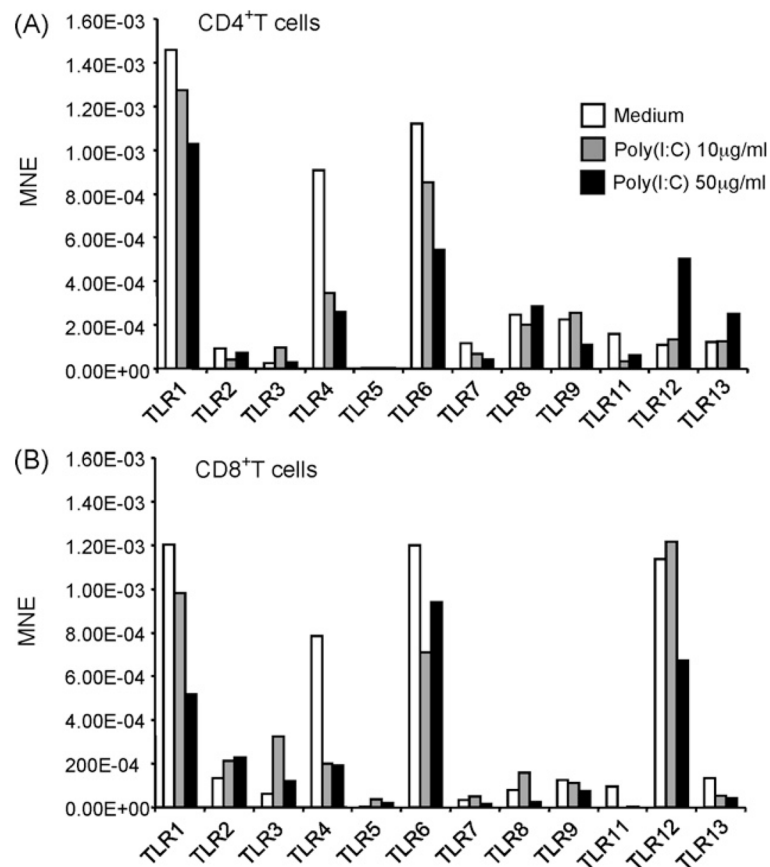 (A) CD4+T cells
1.60E-03
1.40E-03
1.20E-03
1.00E-03
8.00E-04
6.00E-04
4.00E-04
2.00E-04
0.00E+00
MNE
Medium
Poly(I:C) 10µg/ml
Poly(I:C) 50µg/ml
TLR1 TLR2 TLR3 TLR4 TLR5 TLR6 TLR7 TLR8 TLR9 TLR11 TLR12 TLR13
(B) CD8+T cells
1.60E-03
1.40E-03
1.20E-03
1.00E-03
8.00E-04
6.00E-04
4.00E-04
200E-04
0.00E+00
MNE
TLR1 TLR2 TLR3 TLR4 TLR5 TLR6 TLR7 TLR8 TLR9 TLR11 TLR12 TLR13